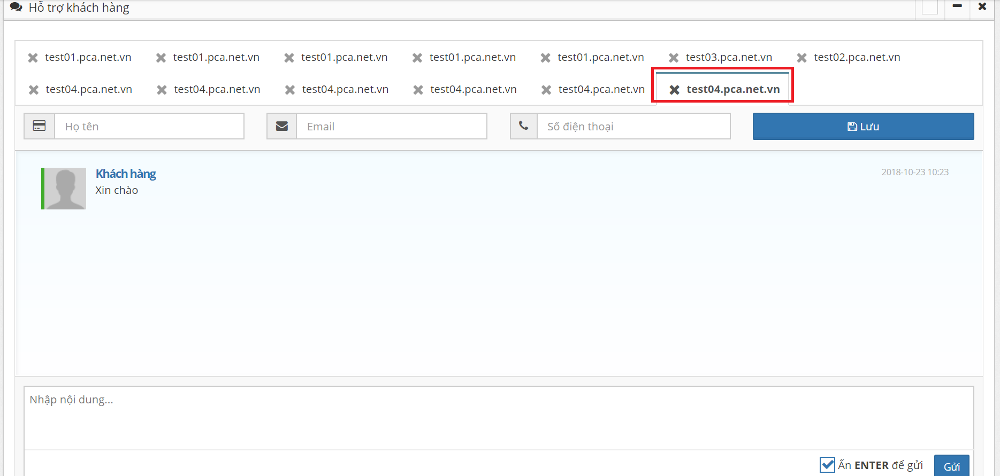 Hỗ trợ khách hàng
test01.pca.net.vn test01.pca.net.vn test01.pca.net.vn test01.pca.net.vn test01.pca.net.vn test03.pca.net.vn test02.pca.net.vn
test04.pca.net.vn test04.pca.net.vn test04.pca.net.vn test04.pca.net.vn test04.pca.net.vn test04.pca.net.vn
Họ tên Email Số điện thoại Lưu
Khách hàng 2018-10-23 10:23
Xin chào
Nhập nội dung...
Ấn ENTER để gửi Gửi